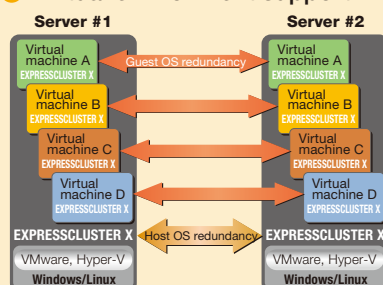 Server #1
Server #2
Virtual machine A
EXPRESSCLUSTER X
Guest OS redundancy
Virtual machine A
EXPRESSCLUSTER X
Virtual machine B
EXPRESSCLUSTER X
Virtual machine B
EXPRESSCLUSTER X
Virtual machine C
EXPRESSCLUSTER X
Virtual machine C
EXPRESSCLUSTER X
Virtual machine D
EXPRESSCLUSTER X
Virtual machine D
EXPRESSCLUSTER X
EXPRESSCLUSTER X
Host OS redundancy
EXPRESSCLUSTER X
VMware, Hyper-V
VMware, Hyper-V
Windows/Linux
Windows/Linux